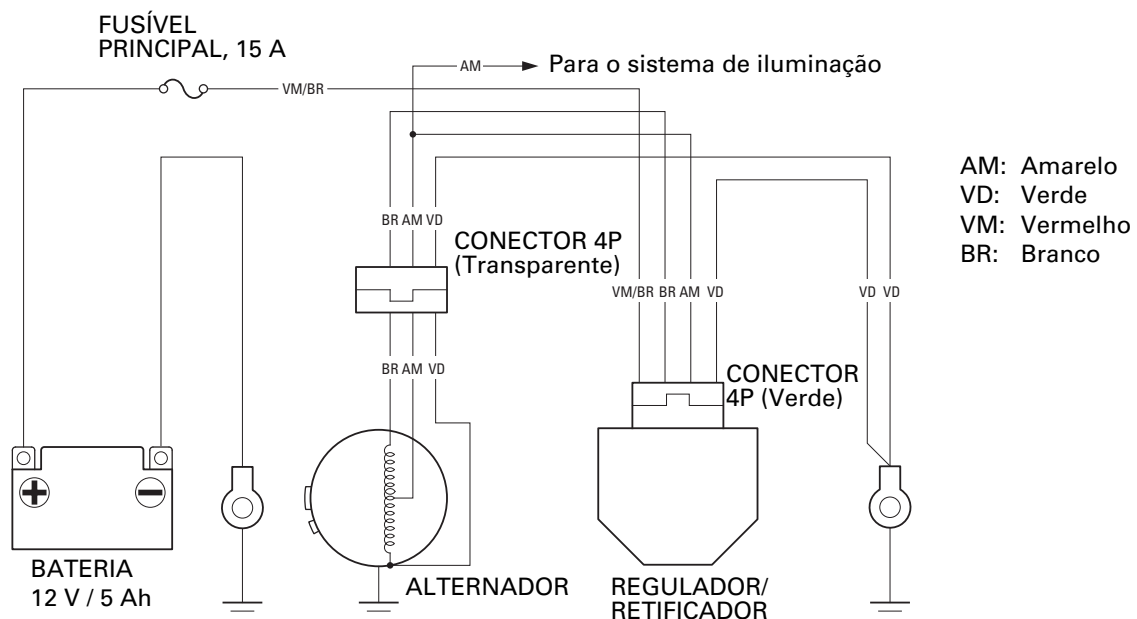 FUSÍVEL
PRINCIPAL, 15 A
AM
Para o sistema de iluminação
VM/BR
AM: Amarelo
VD: Verde
VM: Vermelho
BR: Branco
BR AM VD
CONECTOR 4P
(Transparente)
VM/BR BR AM VD
VD VD
BR AM VD
CONECTOR
4P (Verde)
BATERIA
12 V / 5 Ah
ALTERNADOR
REGULADOR/
RETIFICADOR